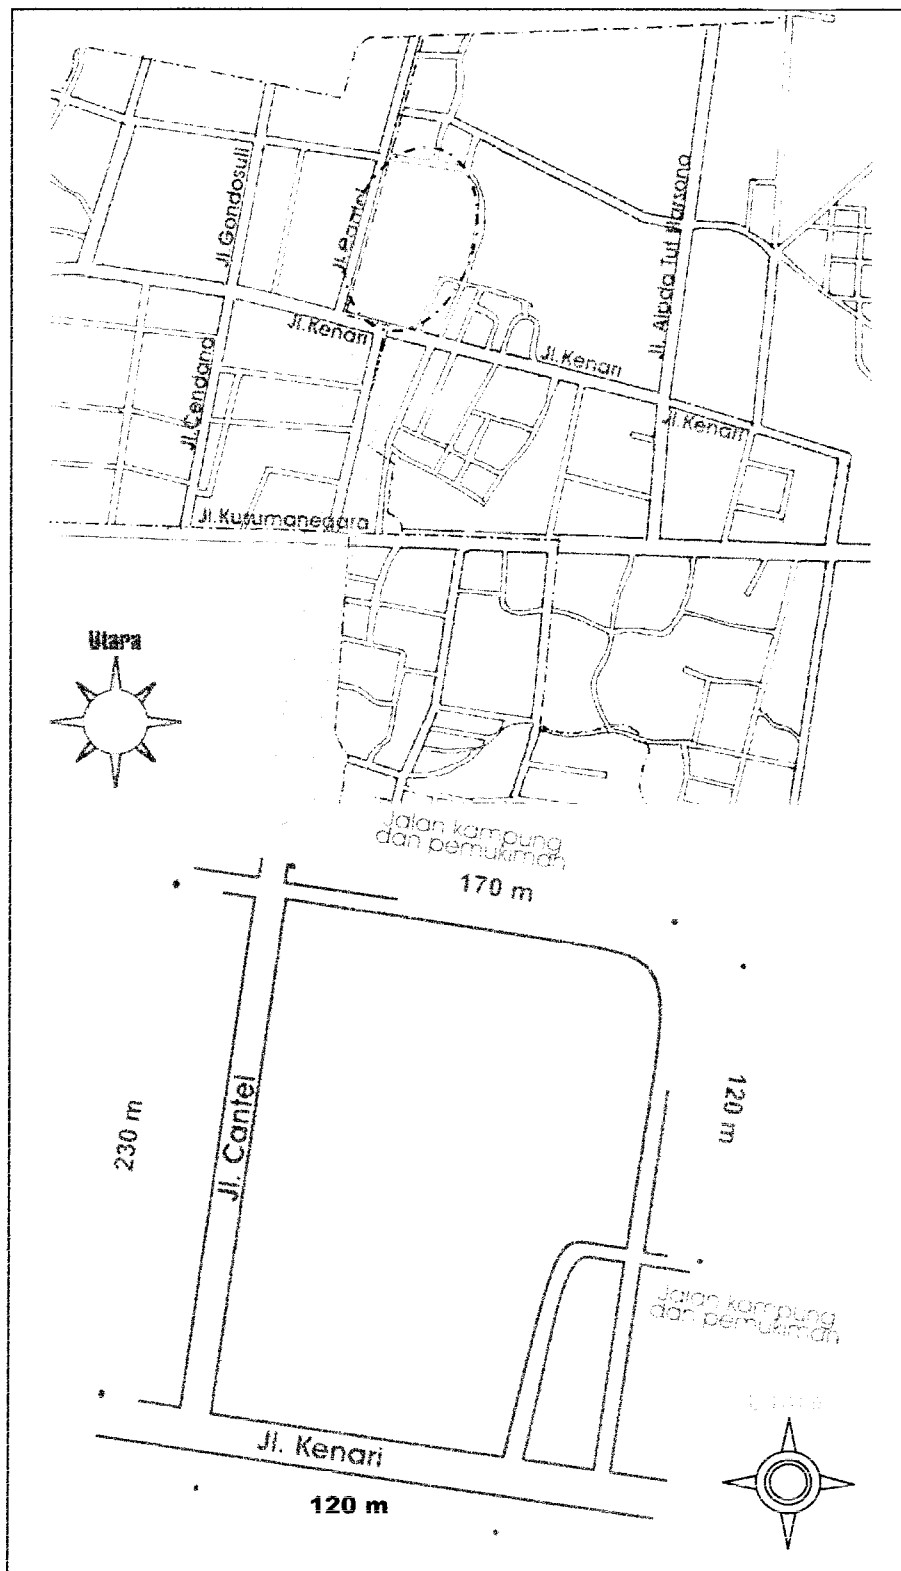 Jl.Gondosuli
Jl. Cantel
Jl. Aipda Tut Harsono
Jl.Kenari
Jl.Kenari
Jl.Kenari
Jl.Cendana
Jl.Kusumanegara
Utara
Jalan kampung
dan pemukiman
170 m
230 m
Jl. Cantel
120 m
Jalan kampung
dan pemukiman
Jl. Kenari
120 m